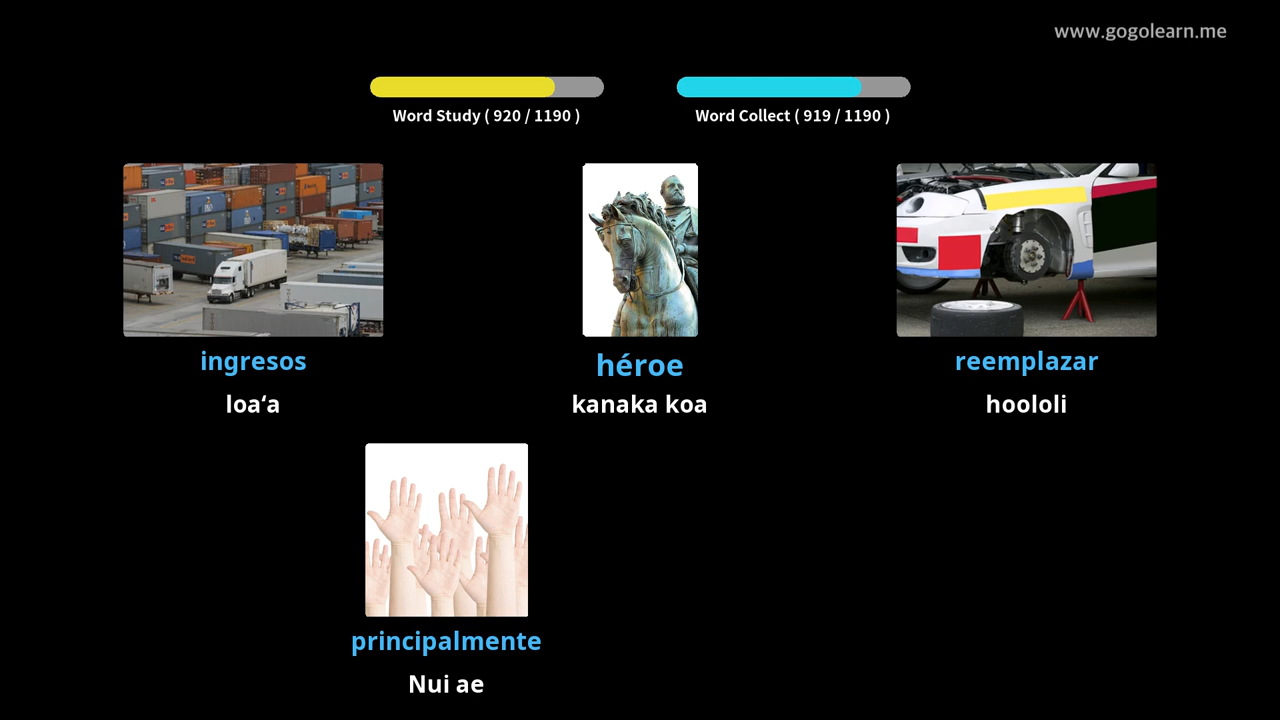 www.gogolearn.me
Word Study ( 920 / 1190 )
Word Collect ( 919 / 1190 )
ingresos
héroe
reemplazar
loaʻa
kanaka koa
hoololi
principalmente
Nui ae